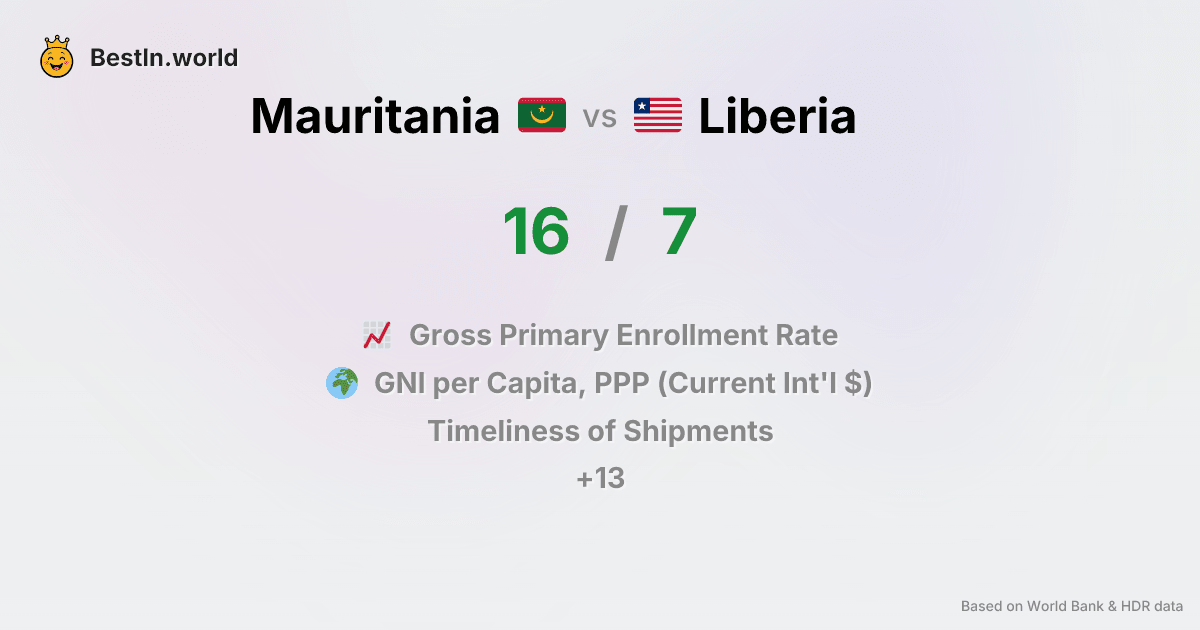 BestIn.world
Mauritania vs Liberia
16 / 7
Gross Primary Enrollment Rate
GNI per Capita, PPP (Current Int'l $)
Timeliness of Shipments
+13
Based on World Bank & HDR data